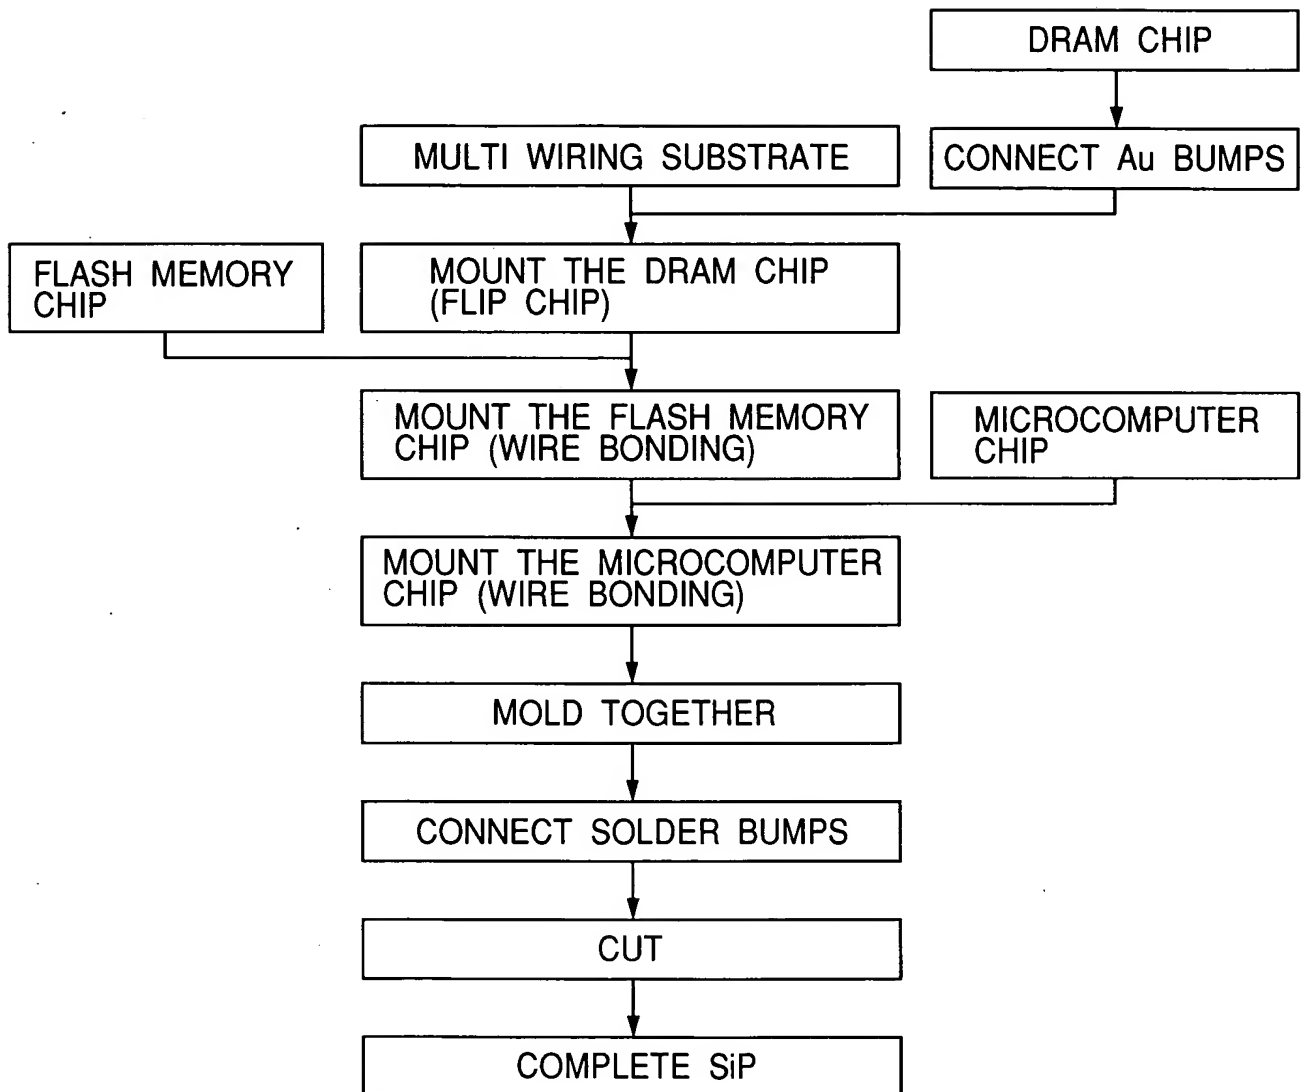 DRAM CHIP
MULTI WIRING SUBSTRATE
CONNECT Au BUMPS
FLASH MEMORY
CHIP
MOUNT THE DRAM CHIP
(FLIP CHIP)
MOUNT THE FLASH MEMORY
CHIP (WIRE BONDING)
MICROCOMPUTER
CHIP
MOUNT THE MICROCOMPUTER
CHIP (WIRE BONDING)
MOLD TOGETHER
CONNECT SOLDER BUMPS
CUT
COMPLETE SiP